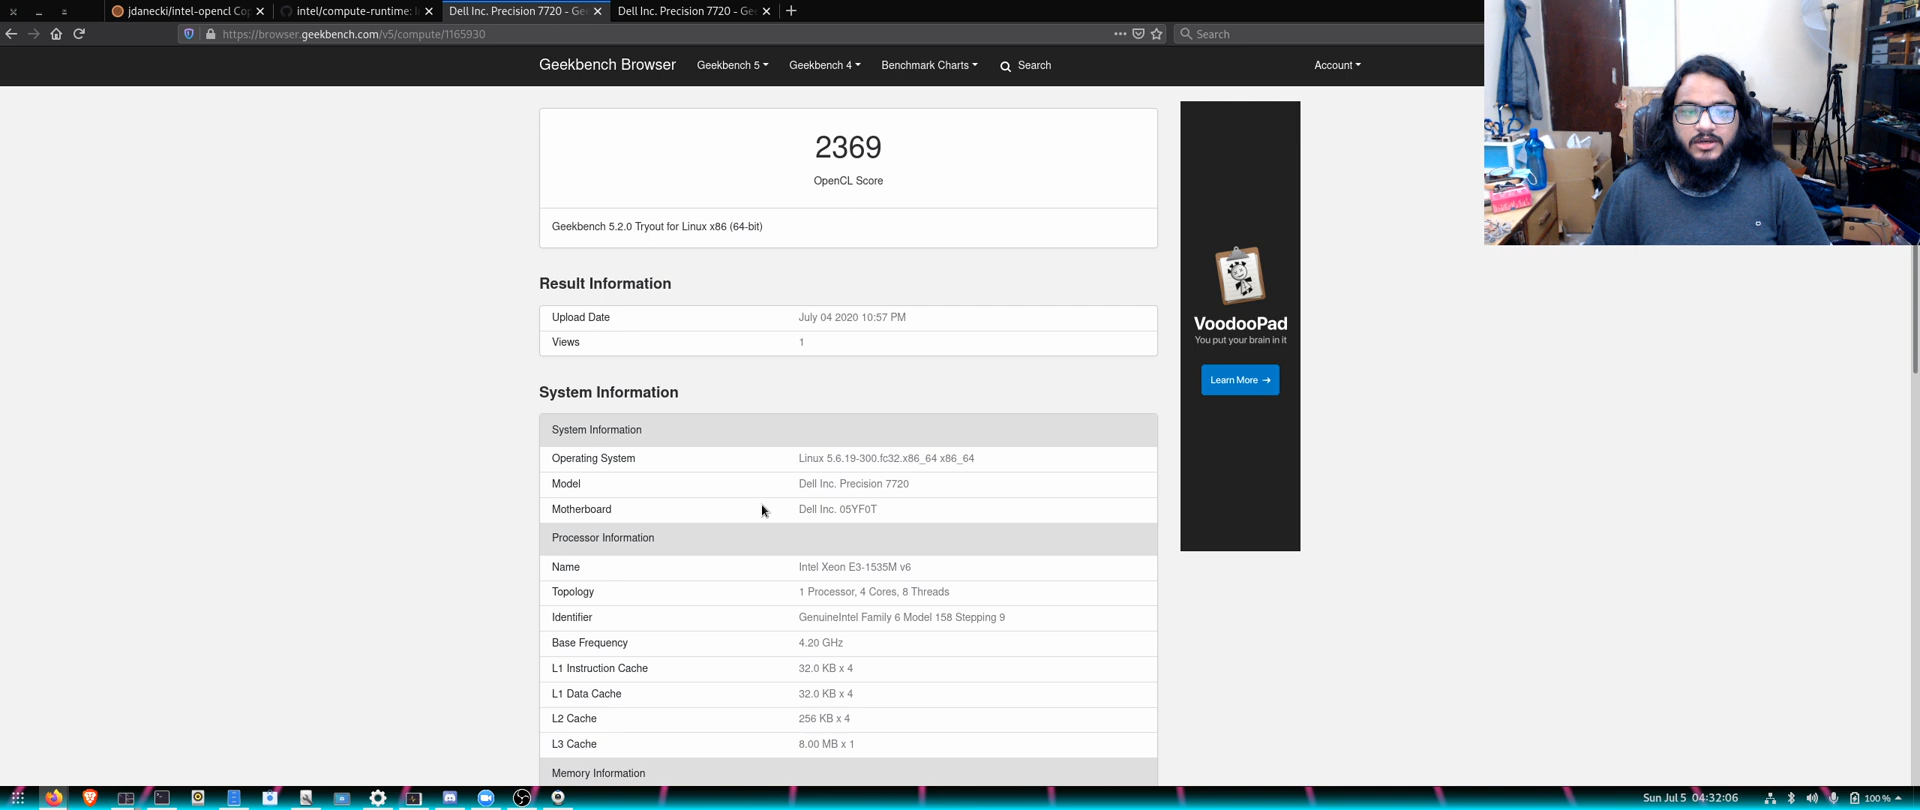 jdanecki/intel-opencl Cop
intel/compute-runtime: I
Dell Inc. Precision 7720 - Ge
Dell Inc. Precision 7720 - Ge
https://browser.geekbench.com/v5/compute/1165930
Search
Geekbench Browser
Geekbench 5
Geekbench 4
Benchmark Charts
Search
Account
2369
OpenCL Score
Geekbench 5.2.0 Tryout for Linux x86 (64-bit)
Result Information
Upload Date July 04 2020 10:57 PM
Views 1
System Information
System Information
Operating System Linux 5.6.19-300.fc32.x86_64 x86_64
Model Dell Inc. Precision 7720
Motherboard Dell Inc. 05YF0T
Processor Information
Name Intel Xeon E3-1535M v6
Topology 1 Processor, 4 Cores, 8 Threads
Identifier GenuineIntel Family 6 Model 158 Stepping 9
Base Frequency 4.20 GHz
L1 Instruction Cache 32.0 KB x 4
L1 Data Cache 32.0 KB x 4
L2 Cache 256 KB x 4
L3 Cache 8.00 MB x 1
Memory Information
VoodooPad
You put your brain in it
Learn More →
Sun Jul 5 04:32:06
100 %